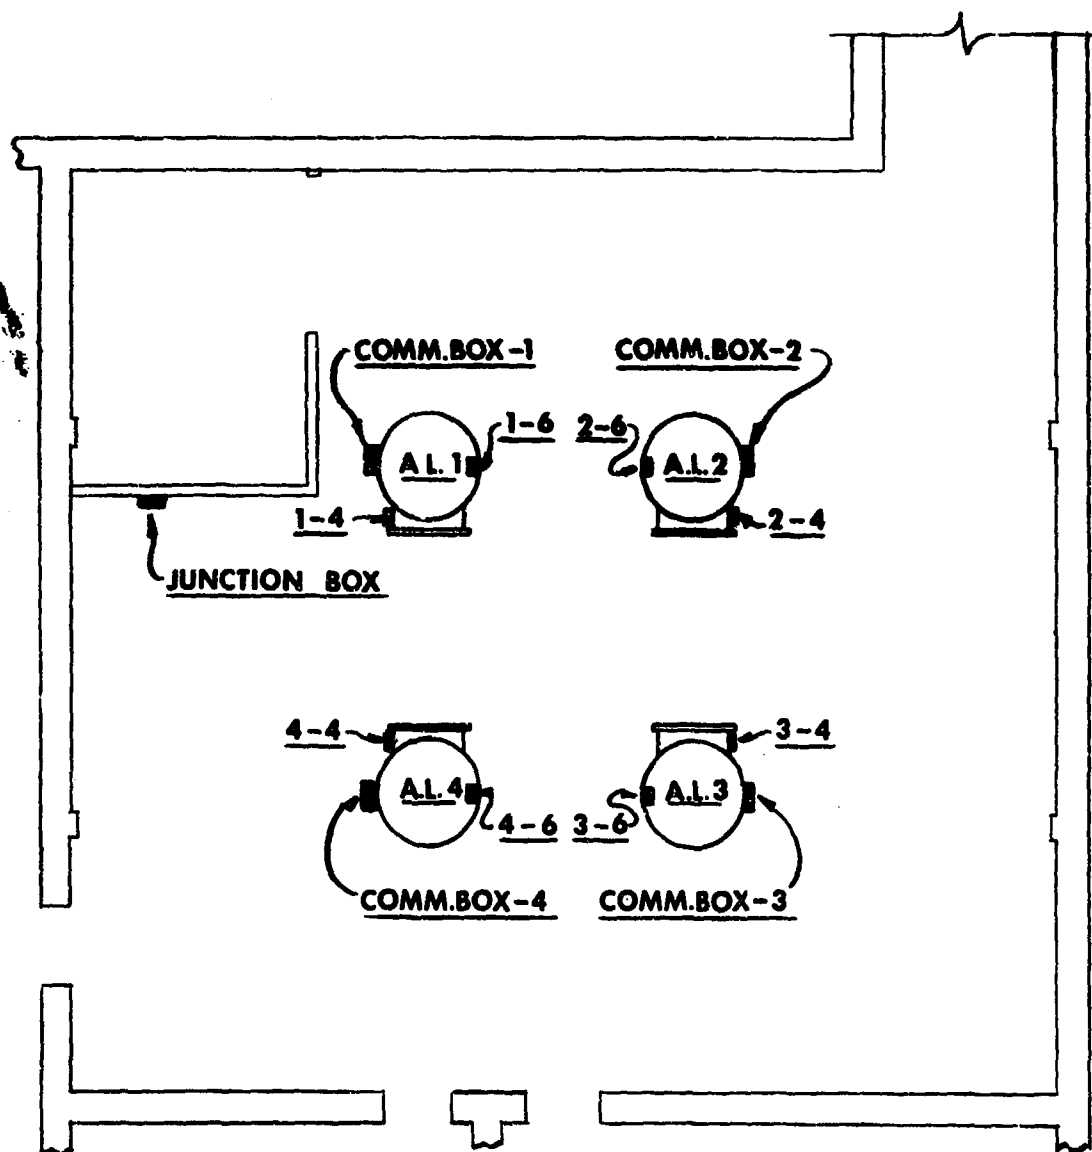 COMM.BOX-1
COMM.BOX-2
1-6
2-6
A.L.1
A.L.2
1-4
2-4
JUNCTION BOX
4-4
3-4
A.L.4
A.L.3
4-6
3-6
COMM.BOX-4
COMM.BOX-3